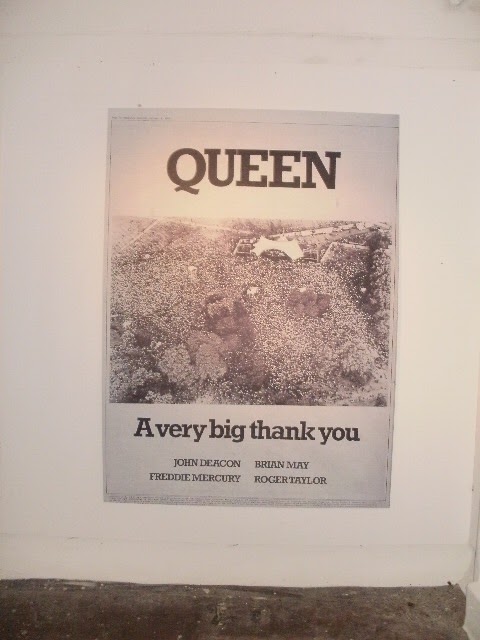 QUEEN
A very big thank you
JOHN DEACON BRIAN MAY
FREDDIE MERCURY ROGER TAYLOR